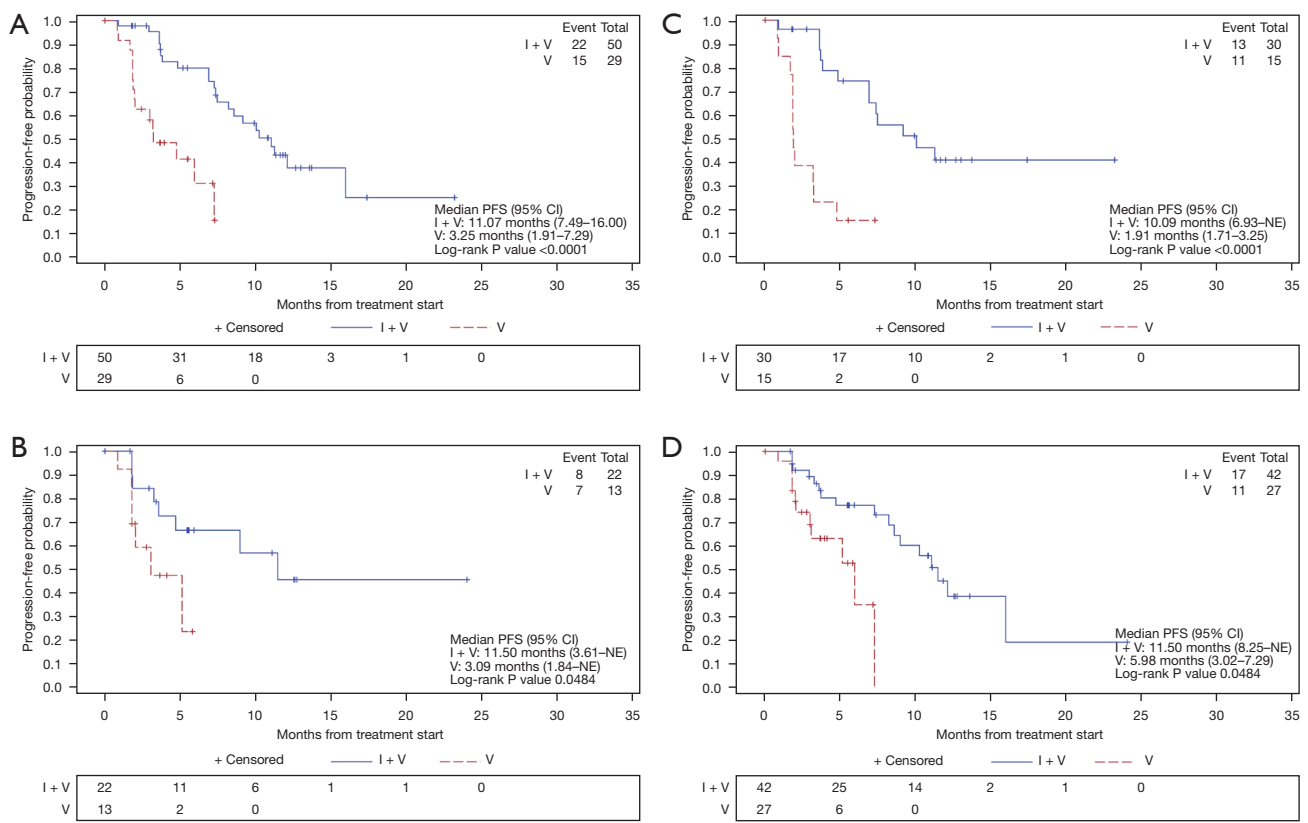 A
Progression-free probability
1.0
0.9
0.8
0.7
0.6
0.5
0.4
0.3
0.2
0.1
0.0
Event Total
I + V 22 50
V 15 29
Median PFS (95% CI)
I + V: 11.07 months (7.49–16.00)
V: 3.25 months (1.91–7.29)
Log-rank P value <0.0001
0 5 10 15 20 25 30 35
Months from treatment start
+ Censored I + V V
I + V 50 31 18 3 1 0
V 29 6 0
C
Progression-free probability
1.0
0.9
0.8
0.7
0.6
0.5
0.4
0.3
0.2
0.1
0.0
Event Total
I + V 13 30
V 11 15
Median PFS (95% CI)
I + V: 10.09 months (6.93–NE)
V: 1.91 months (1.71–3.25)
Log-rank P value <0.0001
0 5 10 15 20 25 30 35
Months from treatment start
+ Censored I + V V
I + V 30 17 10 2 1 0
V 15 2 0
B
Progression-free probability
1.0
0.9
0.8
0.7
0.6
0.5
0.4
0.3
0.2
0.1
0.0
Event Total
I + V 8 22
V 7 13
Median PFS (95% CI)
I + V: 11.50 months (3.61–NE)
V: 3.09 months (1.84–NE)
Log-rank P value 0.0484
0 5 10 15 20 25 30 35
Months from treatment start
+ Censored I + V V
I + V 22 11 6 1 1 0
V 13 2 0
D
Progression-free probability
1.0
0.9
0.8
0.7
0.6
0.5
0.4
0.3
0.2
0.1
0.0
Event Total
I + V 17 42
V 11 27
Median PFS (95% CI)
I + V: 11.50 months (8.25–NE)
V: 5.98 months (3.02–7.29)
Log-rank P value 0.0484
0 5 10 15 20 25 30 35
Months from treatment start
+ Censored I + V V
I + V 42 25 14 2 1 0
V 27 6 0